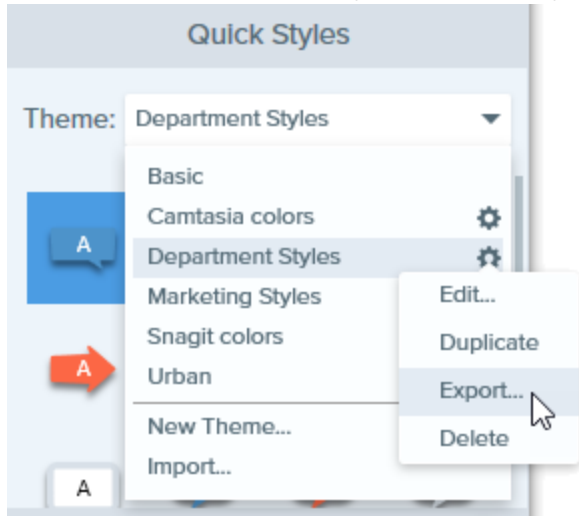 Quick Styles
Theme: Department Styles
A
A
A
Basic
Camtasia colors
Department Styles
Marketing Styles
Snagit colors
Urban
New Theme...
Import...
Edit...
Duplicate
Export...
Delete